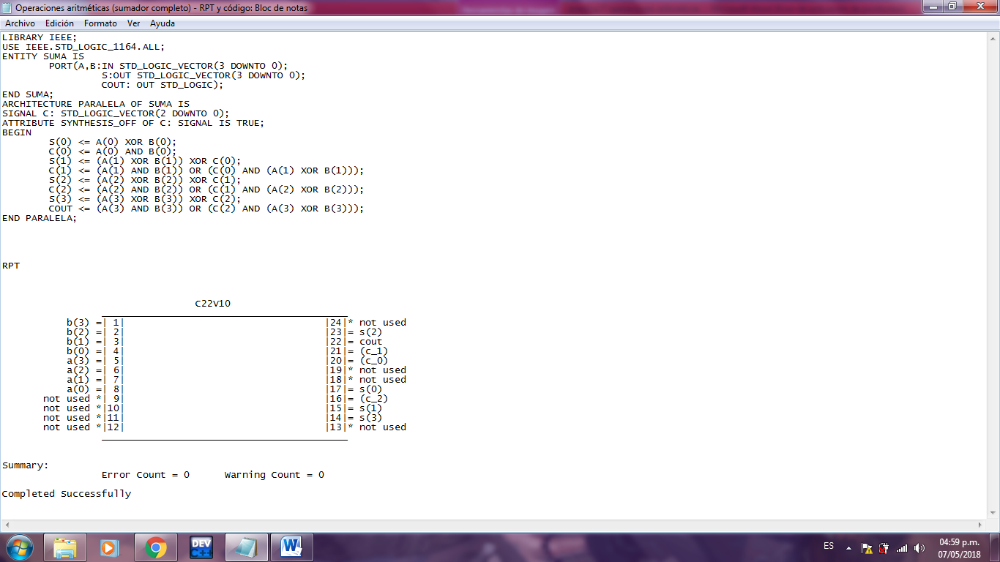 Operaciones aritméticas (sumador completo) - RPT y código: Bloc de notas
Archivo Edición Formato Ver Ayuda
LIBRARY IEEE;
USE IEEE.STD_LOGIC_1164.ALL;
ENTITY SUMA IS
PORT(A,B:IN STD_LOGIC_VECTOR(3 DOWNTO 0);
S:OUT STD_LOGIC_VECTOR(3 DOWNTO 0);
COUT: OUT STD_LOGIC);
END SUMA;
ARCHITECTURE PARALELA OF SUMA IS
SIGNAL C: STD_LOGIC_VECTOR(2 DOWNTO 0);
ATTRIBUTE SYNTHESIS_OFF OF C: SIGNAL IS TRUE;
BEGIN
S(0) <= A(0) XOR B(0);
C(0) <= A(0) AND B(0);
S(1) <= (A(1) XOR B(1)) XOR C(0);
C(1) <= (A(1) AND B(1)) OR (C(0) AND (A(1) XOR B(1)));
S(2) <= (A(2) XOR B(2)) XOR C(1);
C(2) <= (A(2) AND B(2)) OR (C(1) AND (A(2) XOR B(2)));
S(3) <= (A(3) XOR B(3)) XOR C(2);
COUT <= (A(3) AND B(3)) OR (C(2) AND (A(3) XOR B(3)));
END PARALELA;
RPT
C22V10
b(3) =| 1| |24|* not used
b(2) =| 2| |23|= s(2)
b(1) =| 3| |22|= cout
b(0) =| 4| |21|= (c_1)
a(3) =| 5| |20|= (c_0)
a(2) =| 6| |19|* not used
a(1) =| 7| |18|* not used
a(0) =| 8| |17|= s(0)
not used *| 9| |16|= (c_2)
not used *|10| |15|= s(1)
not used *|11| |14|= s(3)
not used *|12| |13|* not used
Summary:
Error Count = 0 Warning Count = 0
Completed Successfully
DEV
C++
W
ES
04:59 p.m.
07/05/2018